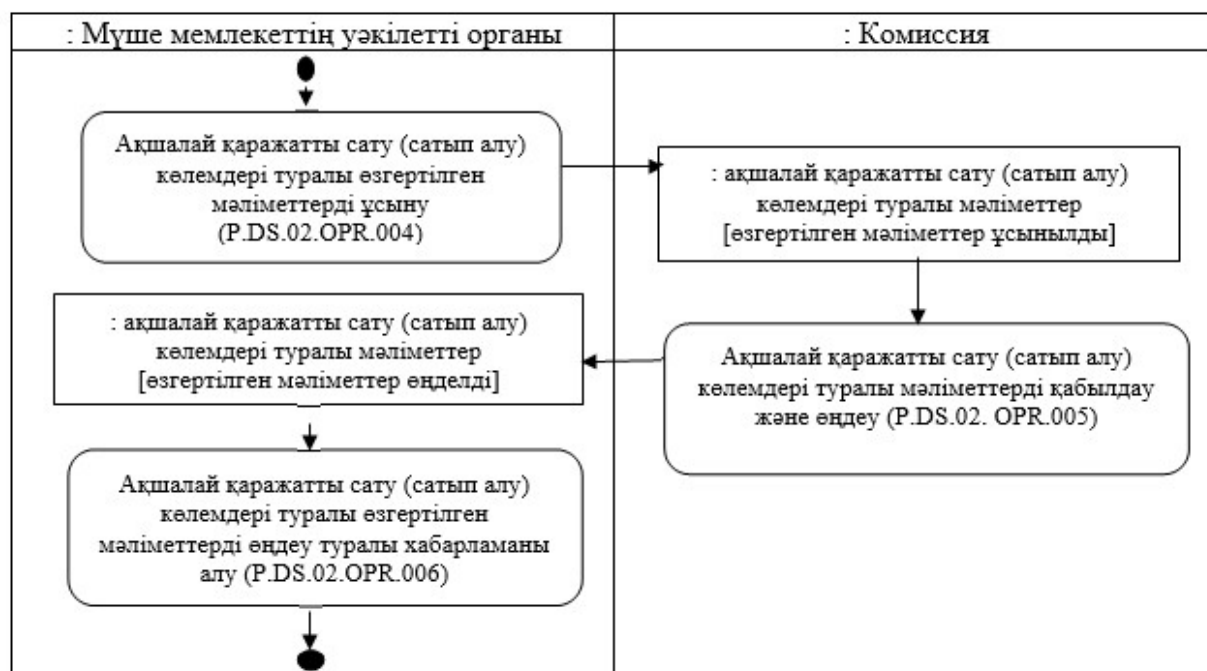 : Мүше мемлекеттің уәкілетті органы
: Комиссия
Ақшалай қаражатты сату (сатып алу)
көлемдері туралы өзгертілген
мәліметтерді ұсыну
(P.DS.02.OPR.004)
: ақшалай қаражатты сату (сатып алу)
көлемдері туралы мәліметтер
[өзгертілген мәліметтер ұсынылды]
Ақшалай қаражатты сату (сатып алу)
көлемдері туралы мәліметтерді қабылдау
және өңдеу (P.DS.02. OPR.005)
: ақшалай қаражатты сату (сатып алу)
көлемдері туралы мәліметтер
[өзгертілген мәліметтер өңделді]
Ақшалай қаражатты сату (сатып алу)
көлемдері туралы өзгертілген
мәліметтерді өңдеу туралы хабарламаны
алу (P.DS.02.OPR.006)